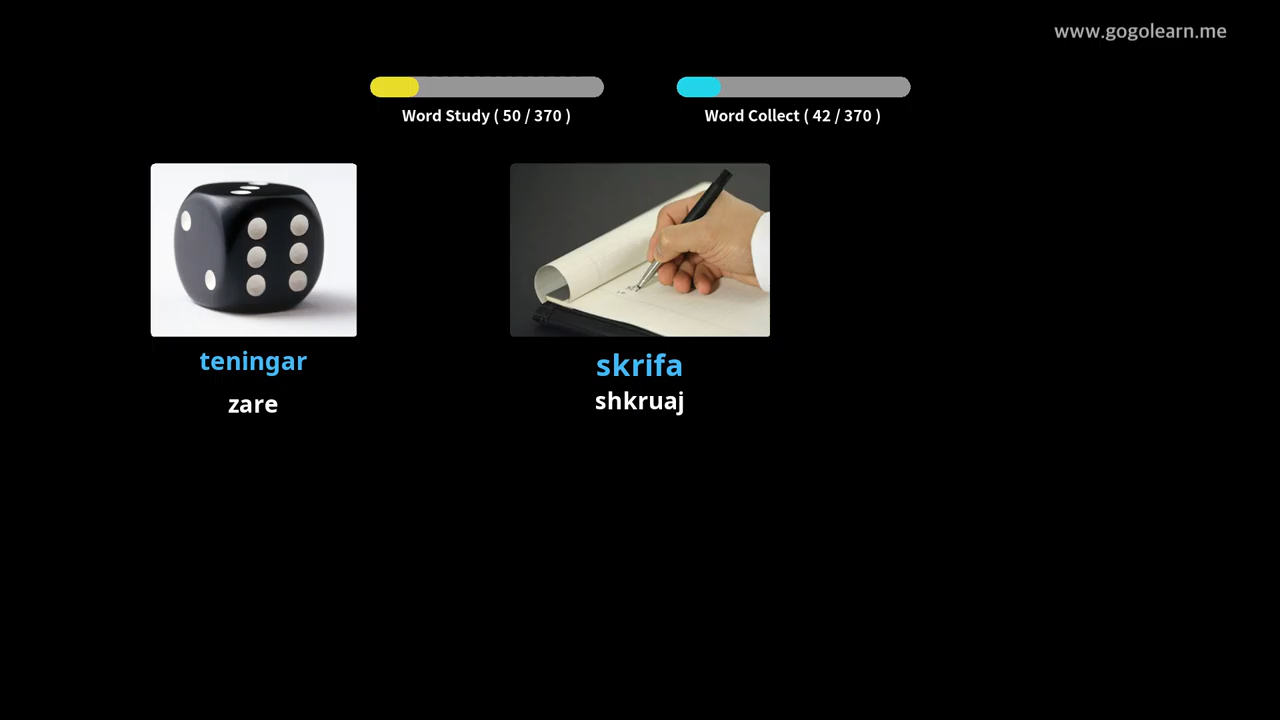 www.gogolearn.me
Word Study ( 50 / 370 )
Word Collect ( 42 / 370 )
teningar
zare
skrifa
shkruaj